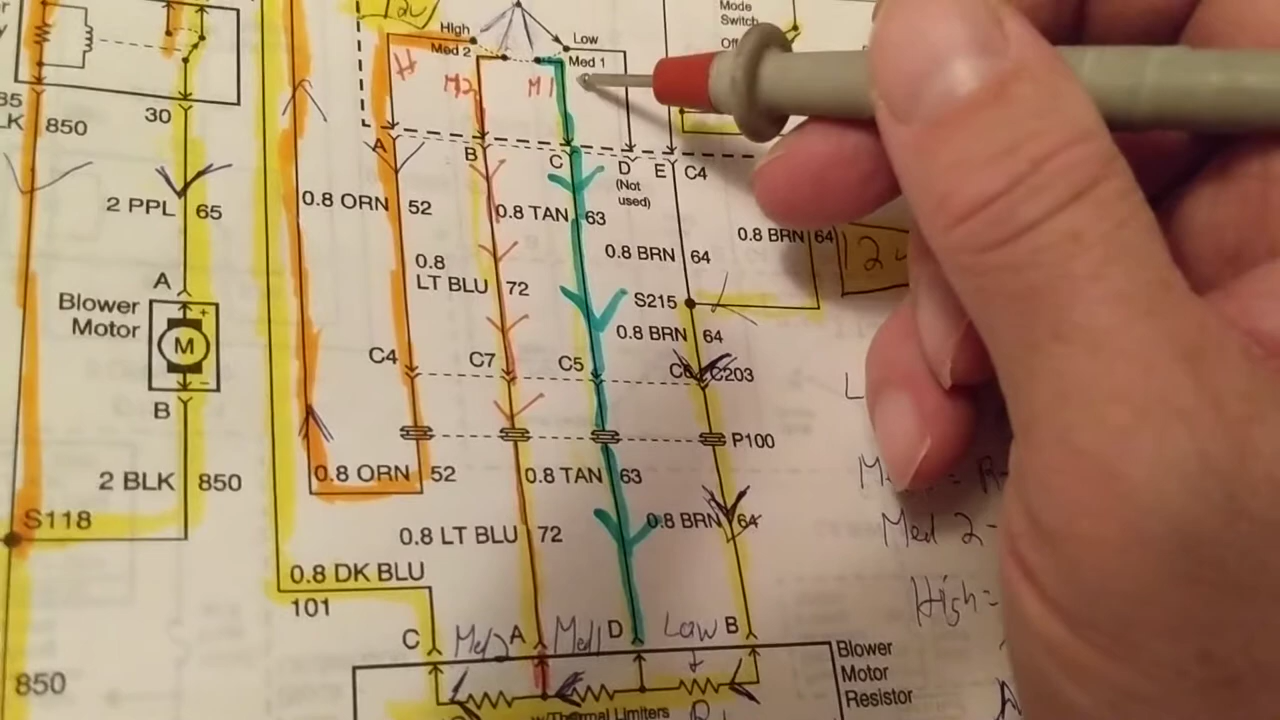 Mode
Switch
Off
12v
High
Med 2
Low
Med 1
H
M2
M1
30
850
A
B
C
D
E
C4
(Not
used)
2 PPL
65
0.8 ORN
52
0.8 TAN
63
0.8 BRN
64
0.8 BRN
64
0.8
LT BLU
72
A
Blower
Motor
+
M
-
B
S215
0.8 BRN
64
C4
C7
C5
C203
P100
2 BLK
850
0.8 ORN
52
0.8 TAN
63
0.8 BRN
64
S118
0.8 LT BLU
72
Med 2-
High=
0.8 DK BLU
101
C
Med2
A
Med1
D
Low
B
Blower
Motor
Resistor
850
w/Thermal Limiters